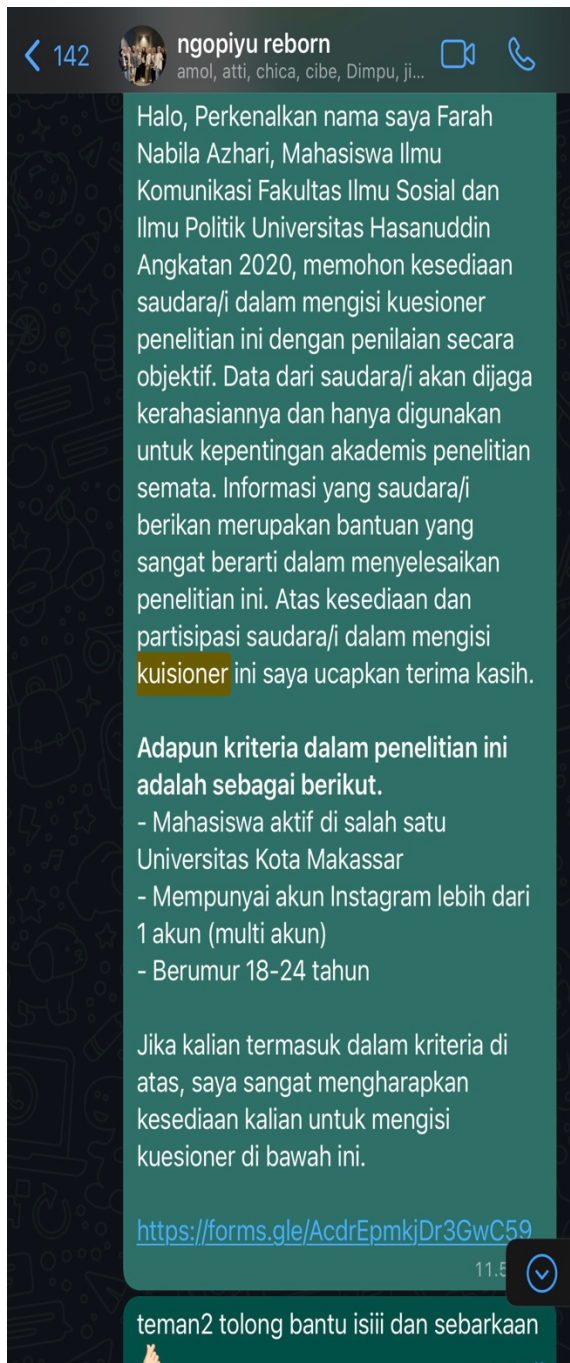 142
ngopiyu reborn
amol, atti, chica, cibe, Dimpu, ji...
Halo, Perkenalkan nama saya Farah
Nabila Azhari, Mahasiswa Ilmu
Komunikasi Fakultas Ilmu Sosial dan
Ilmu Politik Universitas Hasanuddin
Angkatan 2020, memohon kesediaan
saudara/i dalam mengisi kuesioner
penelitian ini dengan penilaian secara
objektif. Data dari saudara/i akan dijaga
kerahasiannya dan hanya digunakan
untuk kepentingan akademis penelitian
semata. Informasi yang saudara/i
berikan merupakan bantuan yang
sangat berarti dalam menyelesaikan
penelitian ini. Atas kesediaan dan
partisipasi saudara/i dalam mengisi
kuisioner ini saya ucapkan terima kasih.
Adapun kriteria dalam penelitian ini
adalah sebagai berikut.
- Mahasiswa aktif di salah satu
Universitas Kota Makassar
- Mempunyai akun Instagram lebih dari
1 akun (multi akun)
- Berumur 18-24 tahun
Jika kalian termasuk dalam kriteria di
atas, saya sangat mengharapkan
kesediaan kalian untuk mengisi
kuesioner di bawah ini.
https://forms.gle/AcdrEpmkjDr3GwC59
teman2 tolong bantu isiii dan sebarkaan